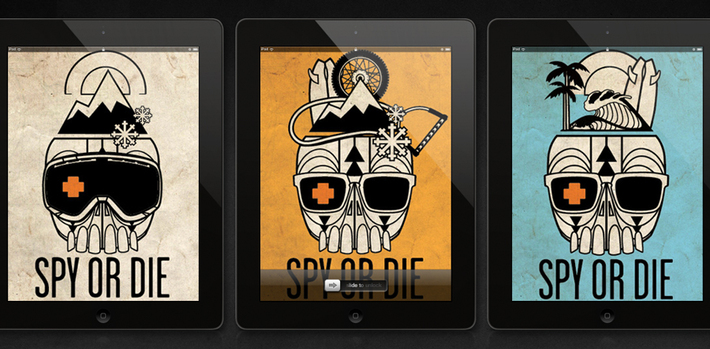 iPad
SPY OR DIE
iPad
SPY OR DIE
slide to unlock
iPad
SPY OR DIE